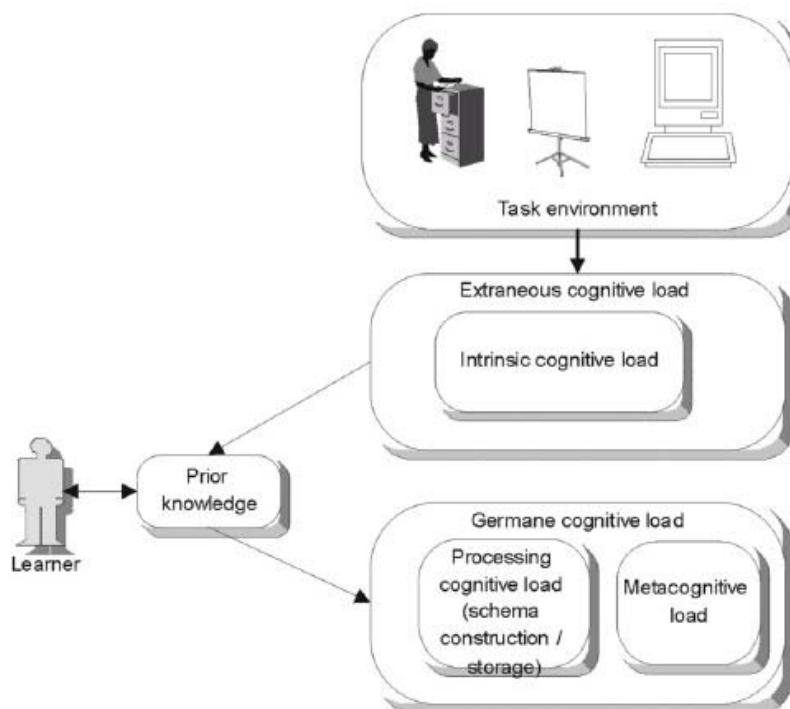 Task environment
Extraneous cognitive load
Intrinsic cognitive load
Prior
knowledge
Learner
Germane cognitive load
Processing
cognitive load
(schema
construction /
storage)
Metacognitive
load